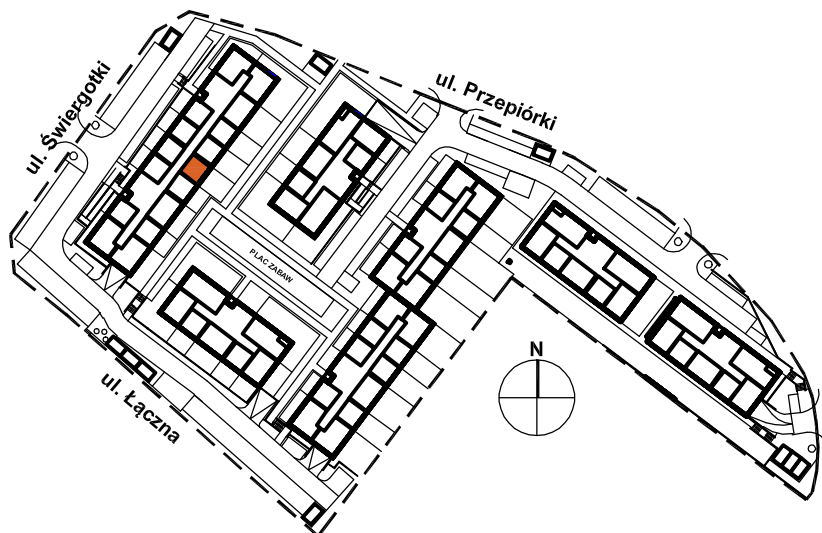 ul. Przepiórki
ul. Świergotki
PLAC ZABAW
N
ul. Łączna